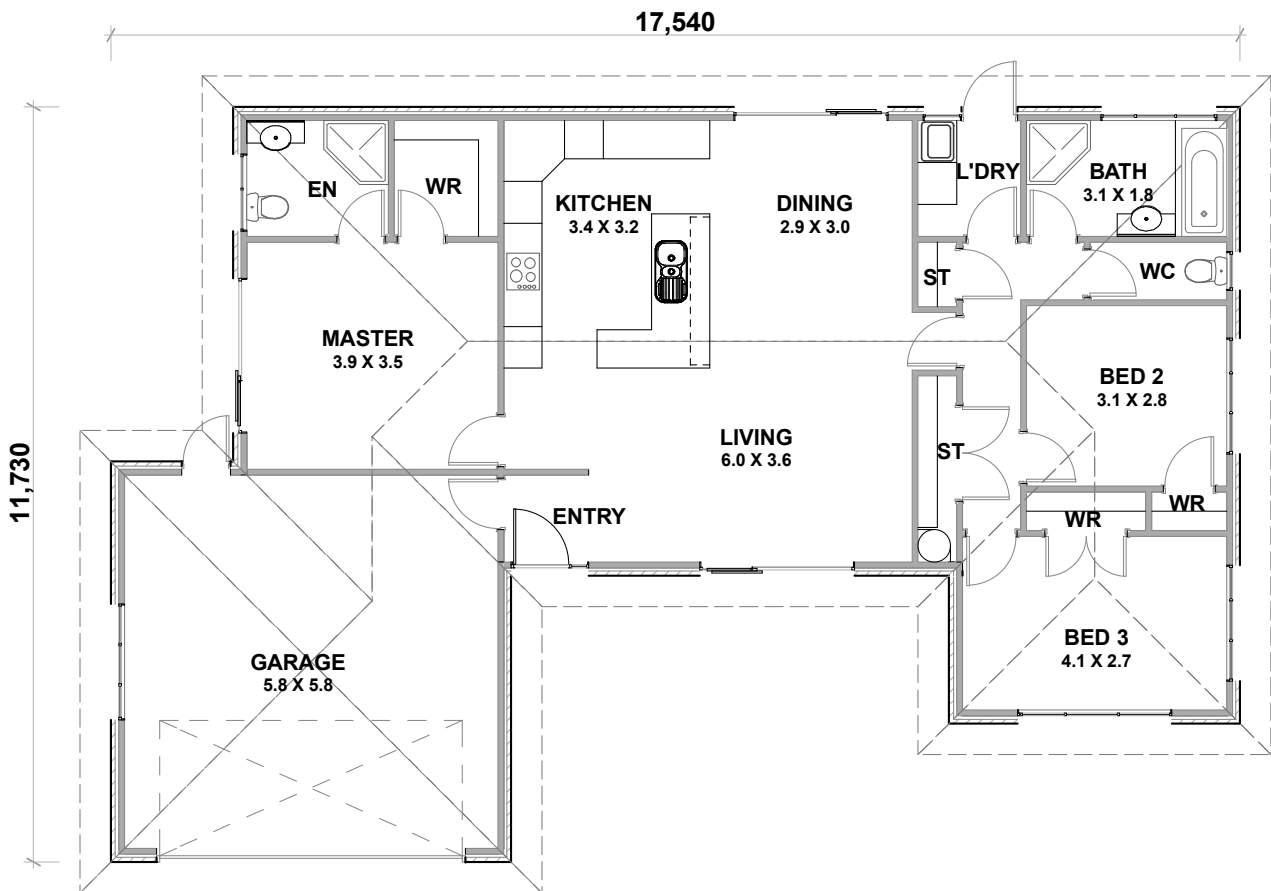 17,540
11,730
EN
WR
KITCHEN
3.4 X 3.2
DINING
2.9 X 3.0
L'DRY
BATH
3.1 X 1.8
ST
WC
MASTER
3.9 X 3.5
BED 2
3.1 X 2.8
LIVING
6.0 X 3.6
ST
ENTRY
WR
WR
BED 3
4.1 X 2.7
GARAGE
5.8 X 5.8